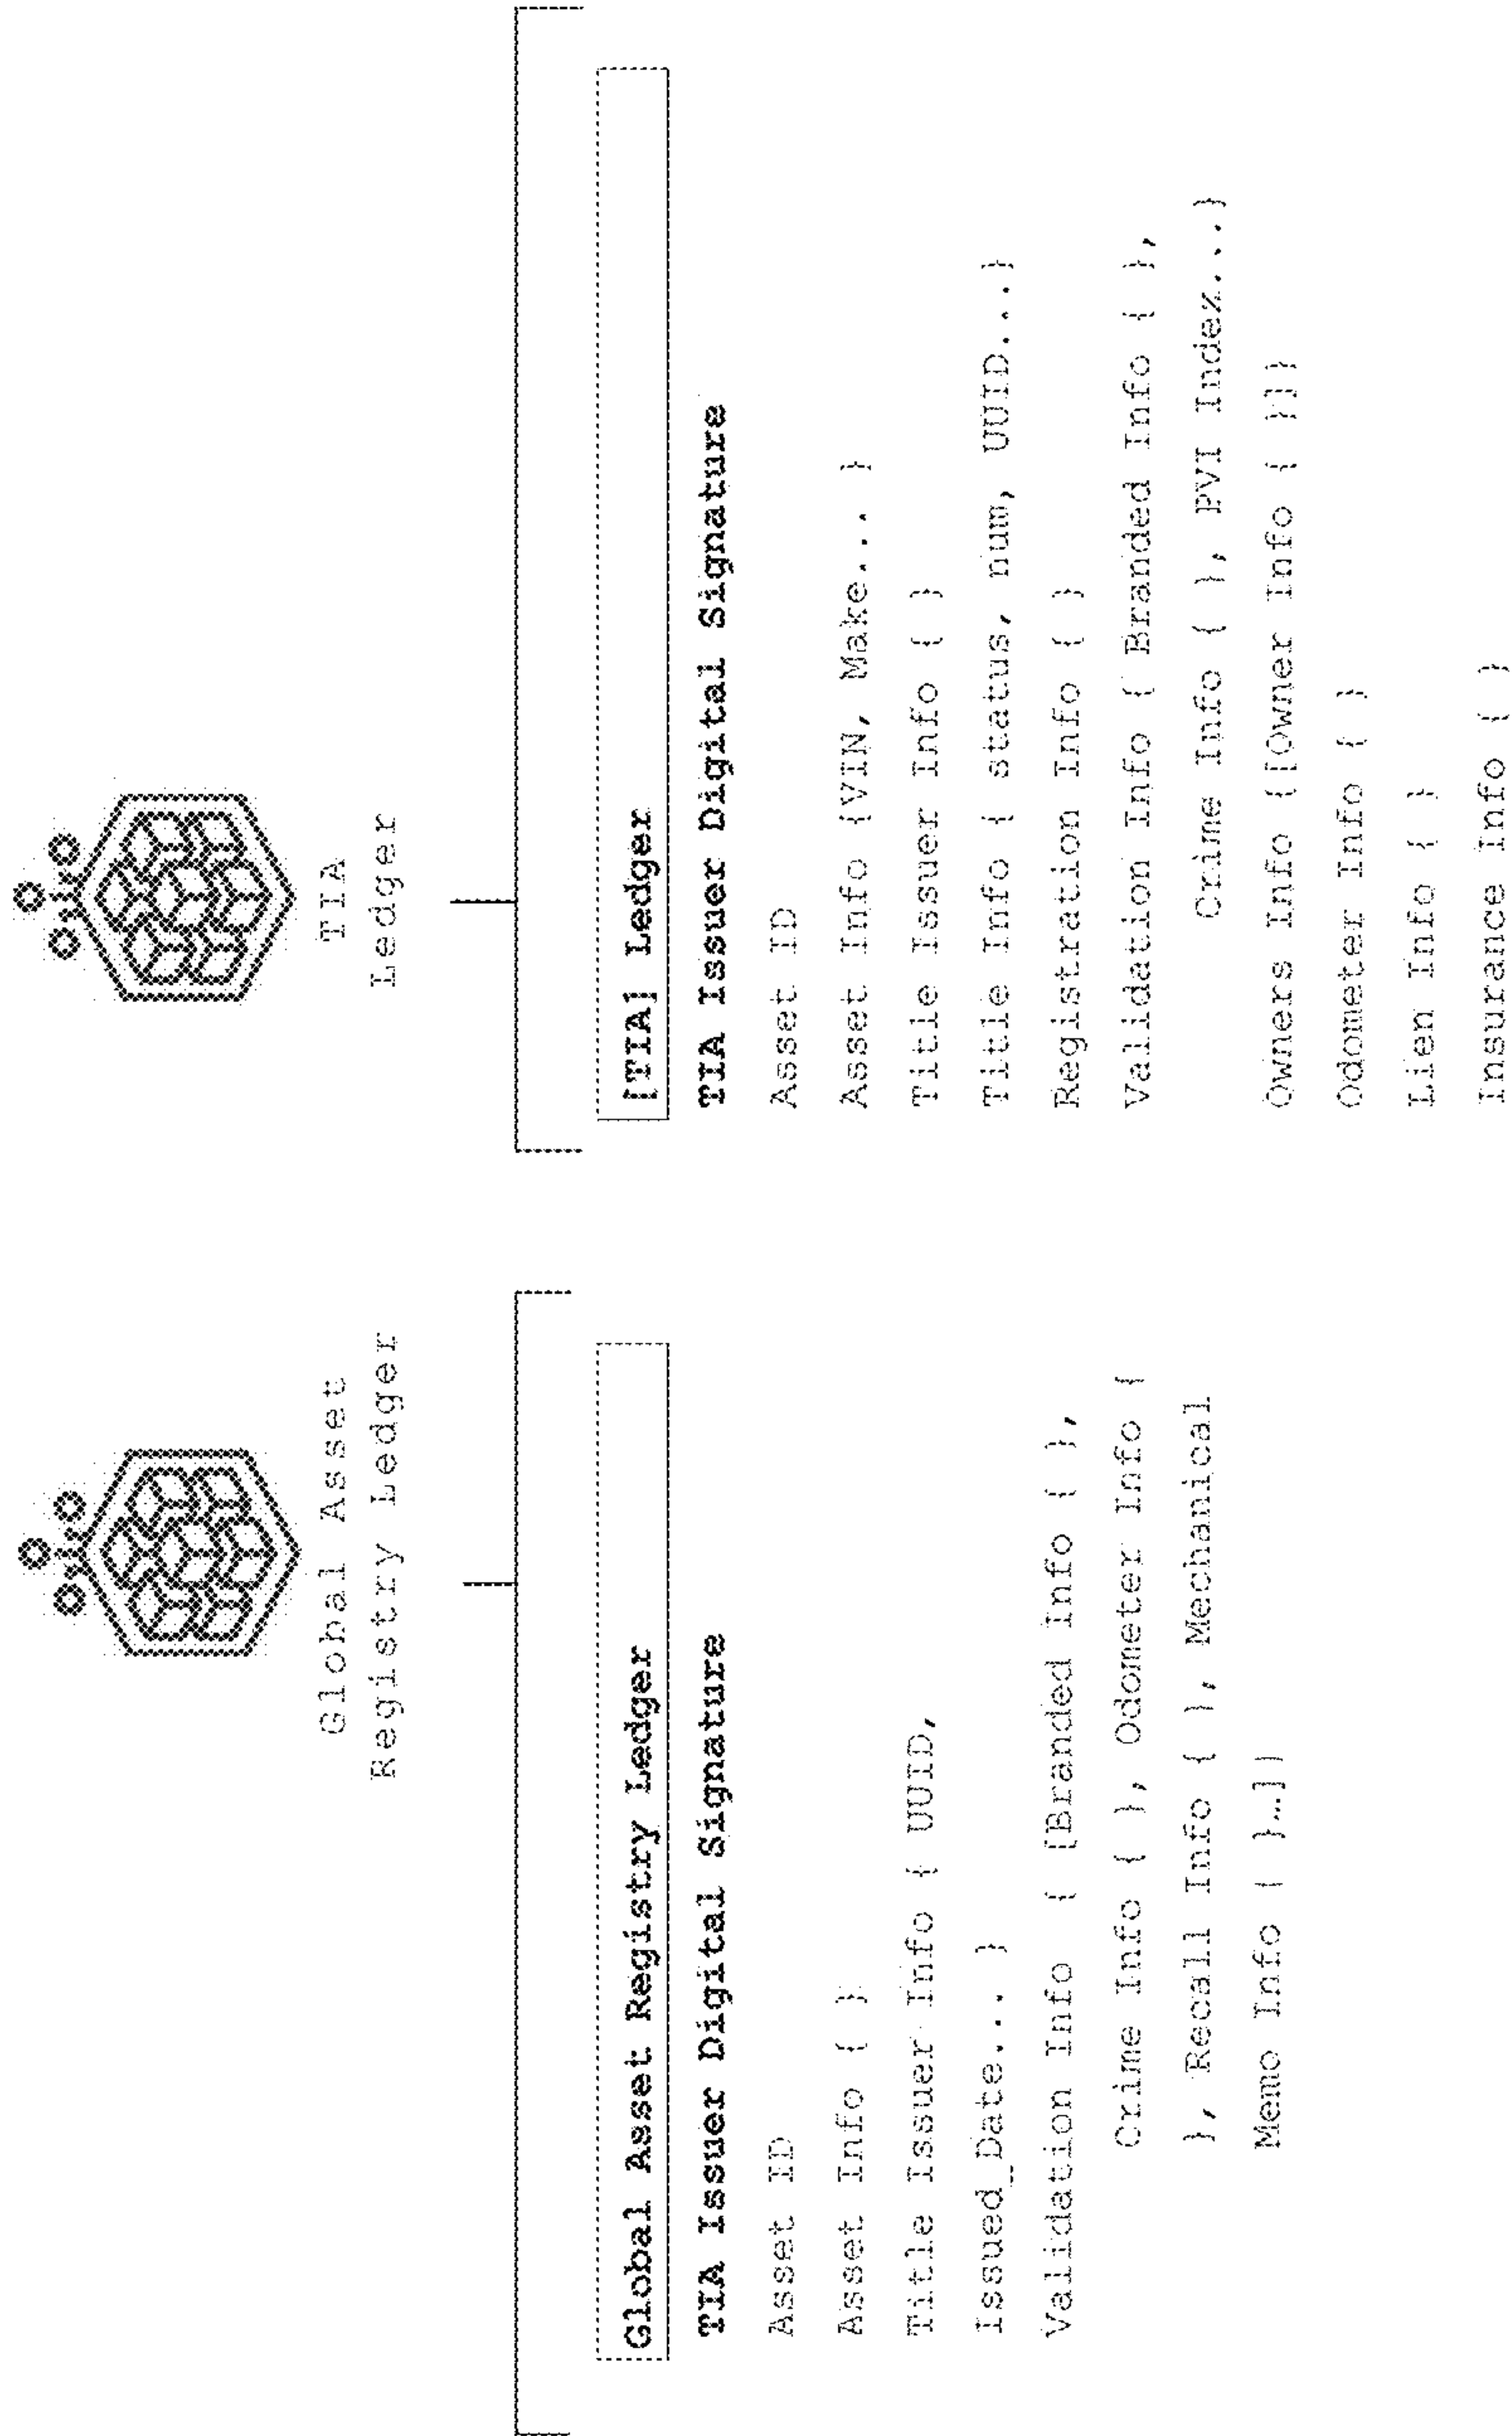 Global Asset
Registry Ledger
Global Asset Registry Ledger
TIA Issuer Digital Signature
Asset ID
Asset Info { }
Title Issuer Info { UUID,
Issued_Date... }
Validation Info { [Branded Info { },
Crime Info { }, Odometer Info {
}, Recall Info { }, Mechanical
Memo Info { }…]}
TIA
Ledger
[TIA] Ledger
TIA Issuer Digital Signature
Asset ID
Asset Info {VIN, Make... }
Title Issuer Info { }
Title Info { status, num, UUID...}
Registration Info { }
Validation Info { Branded Info { },
Crime Info { }, PVI Index...}
Owners Info {[Owner Info { }]}
Odometer Info { }
Lien Info { }
Insurance Info { }